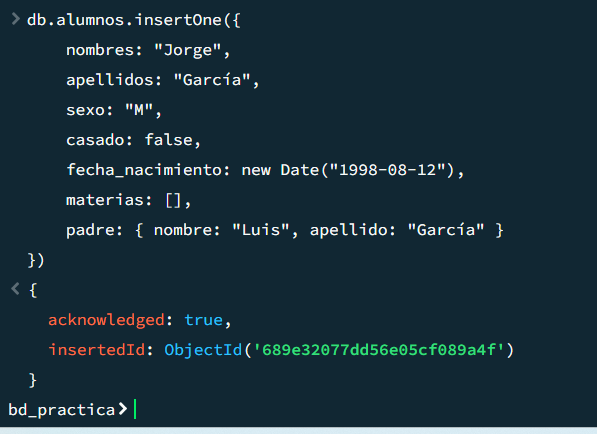 > db.alumnos.insertOne({
nombres: "Jorge",
apellidos: "García",
sexo: "M",
casado: false,
fecha_nacimiento: new Date("1998-08-12"),
materias: [],
padre: { nombre: "Luis", apellido: "García" }
})
< {
acknowledged: true,
insertedId: ObjectId('689e32077dd56e05cf089a4f')
}
bd_practica>